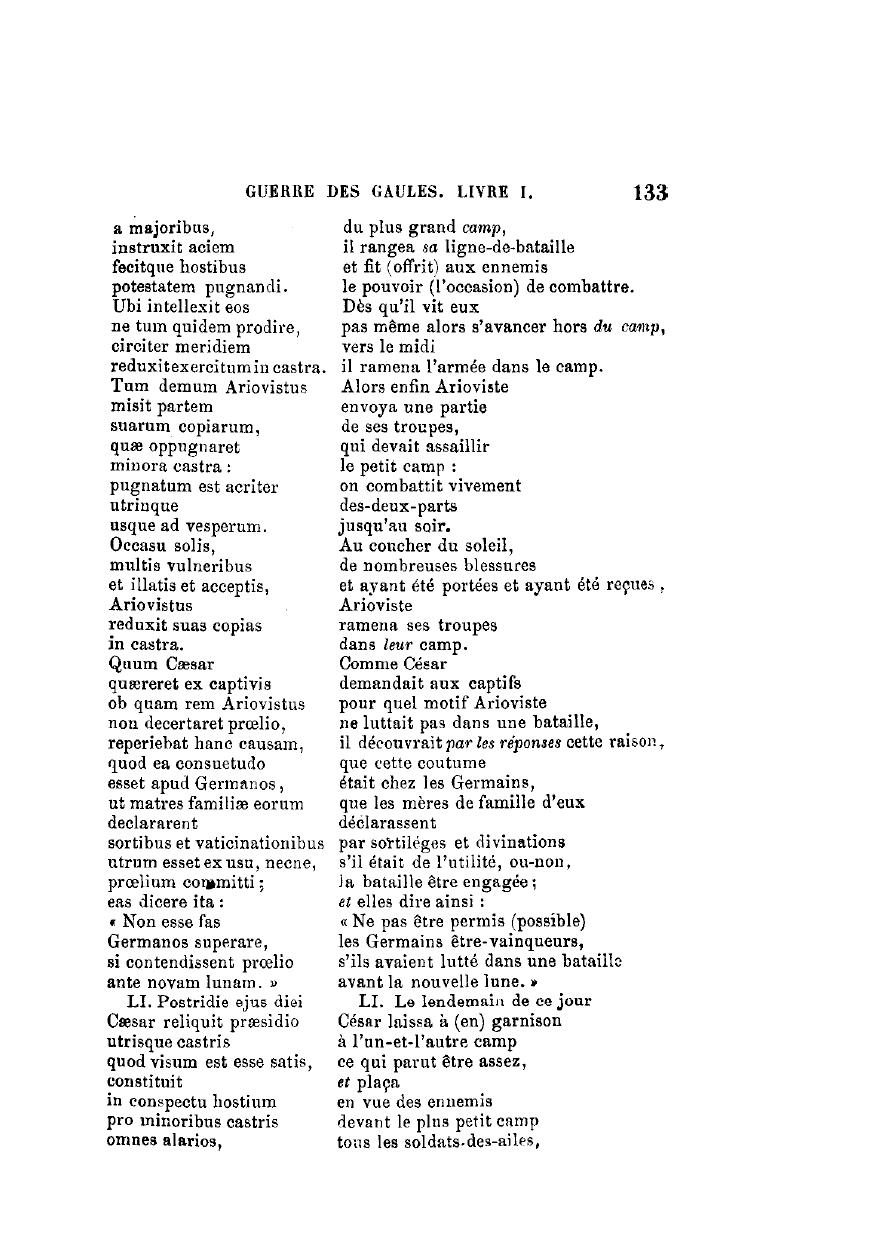 GUERRE DES GAULES. LIVRE I. 133
a majoribus, du plus grand camp,
instruxit aciem il rangea sa ligne-de-bataille
fecitque hostibus et fit (offrit) aux ennemis
potestatem pugnandi. le pouvoir (l'occasion) de combattre.
Ubi intellexit eos Dès qu'il vit eux
ne tum quidem prodire, pas même alors s'avancer hors du camp,
circiter meridiem vers le midi
reduxit exercitum in castra. il ramena l'armée dans le camp.
Tum demum Ariovistus Alors enfin Arioviste
misit partem envoya une partie
suarum copiarum, de ses troupes,
quæ oppugnaret qui devait assaillir
minora castra : le petit camp :
pugnatum est acriter on combattit vivement
utrinque des-deux-parts
usque ad vesperum. jusqu'au soir.
Occasu solis, Au coucher du soleil,
multis vulneribus de nombreuses blessures
et illatis et acceptis, et ayant été portées et ayant été reçues,
Ariovistus Arioviste
reduxit suas copias ramena ses troupes
in castra. dans leur camp.
Quum Cæsar Comme César
quæreret ex captivis demandait aux captifs
ob quam rem Ariovistus pour quel motif Arioviste
non decertaret prœlio, ne luttait pas dans une bataille,
reperiebat hanc causam, il découvrait par les réponses cette raison,
quod ea consuetudo que cette coutume
esset apud Germanos, était chez les Germains,
ut matres familiæ eorum que les mères de famille d'eux
declararent déclarassent
sortibus et vaticinationibus par sortiléges et divinations
utrum esset ex usu, necne, s'il était de l'utilité, ou-non,
prœlium committi ; la bataille être engagée ;
eas dicere ita : et elles dire ainsi :
« Non esse fas « Ne pas être permis (possible)
Germanos superare, les Germains être-vainqueurs,
si contendissent prœlio s'ils avaient lutté dans une bataille
ante novam lunam. » avant la nouvelle lune. »
LI. Postridie ejus diei LI. Le lendemain de ce jour
Cæsar reliquit præsidio César laissa à (en) garnison
utrisque castris à l'un-et-l'autre camp
quod visum est esse satis, ce qui parut être assez,
constituit et plaça
in conspectu hostium en vue des ennemis
pro minoribus castris devant le plus petit camp
omnes alarios, tous les soldats-des-ailes,